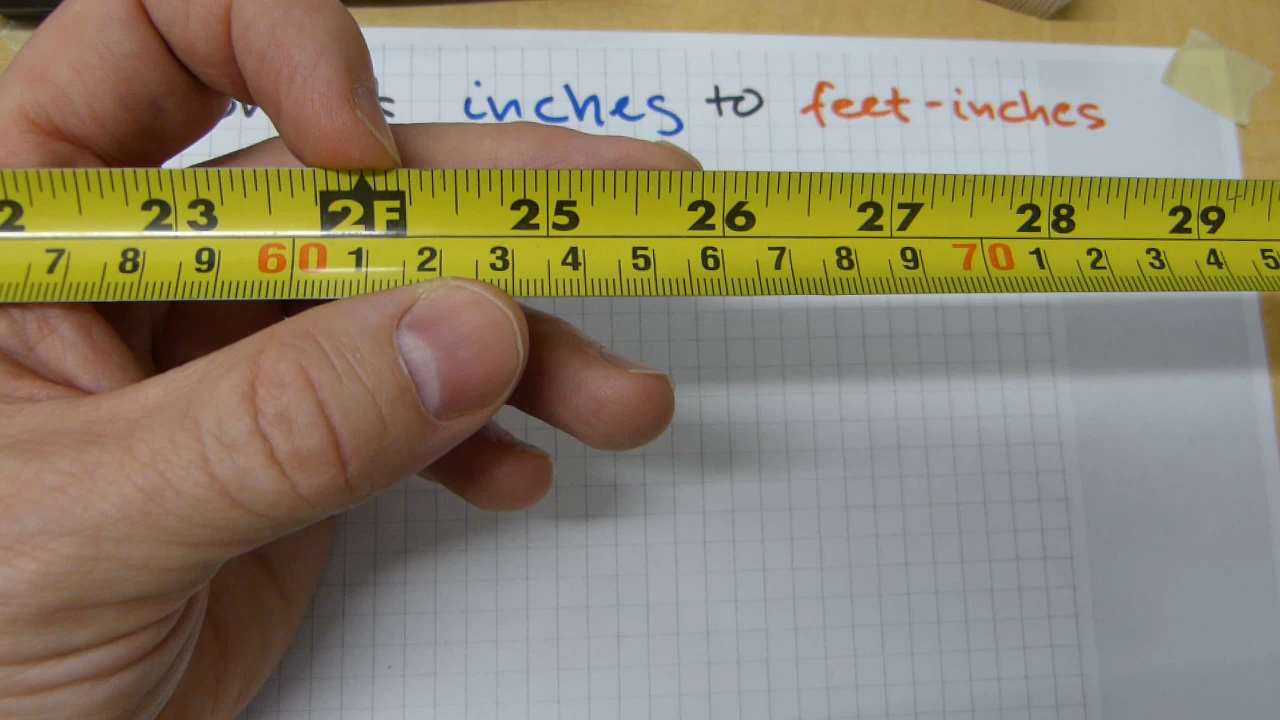 inches to feet-inches
2 23 2F 25 26 27 28 29
7 8 9 60 1 2 3 4 5 6 7 8 9 70 1 2 3 4 5